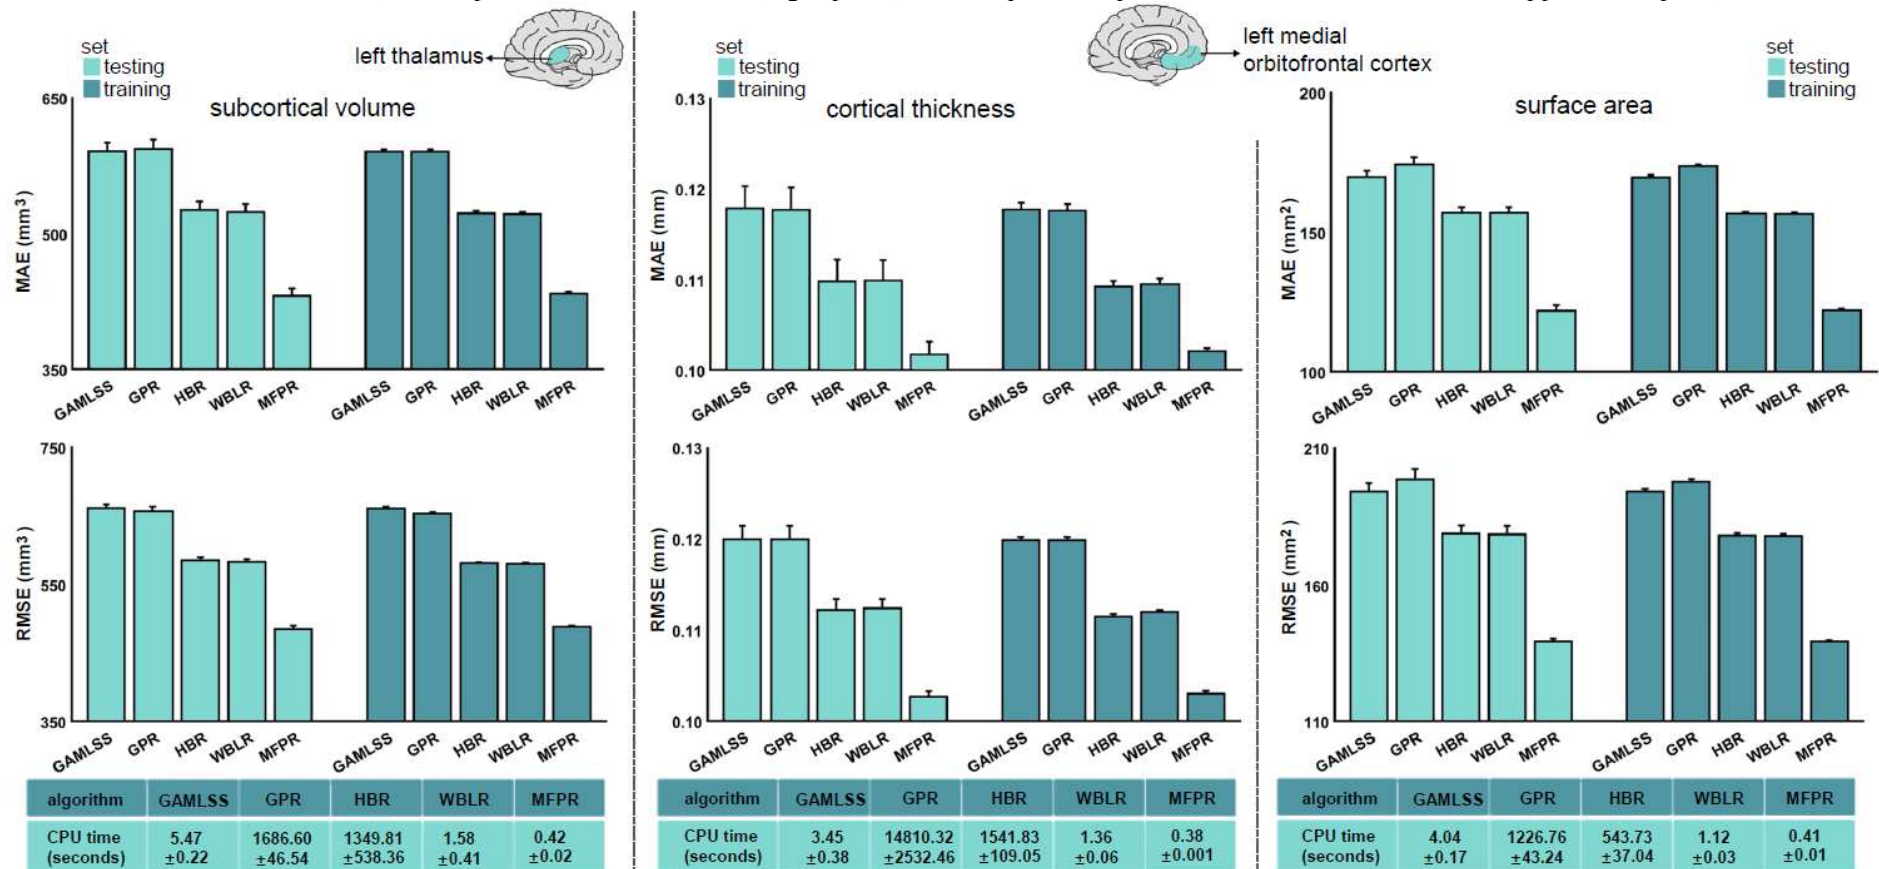 set
testing
training
left thalamus
subcortical volume
650
500
350
MAE (mm³)
GAMLSS GPR HBR WBLR MFPR GAMLSS GPR HBR WBLR MFPR
750
550
350
RMSE (mm³)
GAMLSS GPR HBR WBLR MFPR GAMLSS GPR HBR WBLR MFPR
algorithm GAMLSS GPR HBR WBLR MFPR
CPU time 5.47 1686.60 1349.81 1.58 0.42
(seconds) ±0.22 ±46.54 ±538.36 ±0.41 ±0.02
set
testing
training
cortical thickness
0.13
0.12
0.11
0.10
MAE (mm)
GAMLSS GPR HBR WBLR MFPR GAMLSS GPR HBR WBLR MFPR
0.13
0.12
0.11
0.10
RMSE (mm)
GAMLSS GPR HBR WBLR MFPR GAMLSS GPR HBR WBLR MFPR
algorithm GAMLSS GPR HBR WBLR MFPR
CPU time 3.45 14810.32 1541.83 1.36 0.38
(seconds) ±0.38 ±2532.46 ±109.05 ±0.06 ±0.001
left medial
orbitofrontal cortex
set
testing
training
surface area
200
150
100
MAE (mm²)
GAMLSS GPR HBR WBLR MFPR GAMLSS GPR HBR WBLR MFPR
210
160
110
RMSE (mm²)
GAMLSS GPR HBR WBLR MFPR GAMLSS GPR HBR WBLR MFPR
algorithm GAMLSS GPR HBR WBLR MFPR
CPU time 4.04 1226.76 543.73 1.12 0.41
(seconds) ±0.17 ±43.24 ±37.04 ±0.03 ±0.01